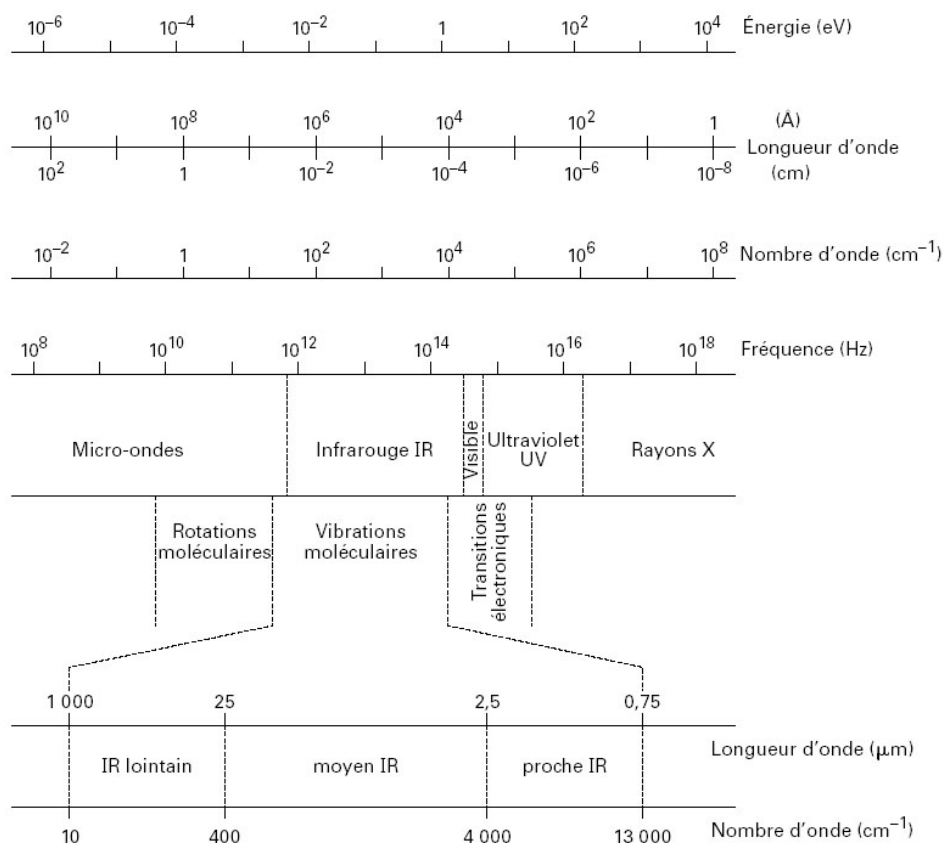 10⁻⁶ 10⁻⁴ 10⁻² 1 10² 10⁴ Énergie (eV)
10¹⁰ 10⁸ 10⁶ 10⁴ 10² 1 (Å)
Longueur d'onde
10² 1 10⁻² 10⁻⁴ 10⁻⁶ 10⁻⁸ (cm)
10⁻² 1 10² 10⁴ 10⁶ 10⁸ Nombre d'onde (cm⁻¹)
10⁸ 10¹⁰ 10¹² 10¹⁴ 10¹⁶ 10¹⁸ Fréquence (Hz)
Micro-ondes
Infrarouge IR
Visible
Ultraviolet
UV
Rayons X
Rotations
moléculaires
Vibrations
moléculaires
Transitions
électroniques
1 000 25 2,5 0,75
Longueur d'onde (μm)
IR lointain moyen IR proche IR
10 400 4 000 13 000 Nombre d'onde (cm⁻¹)